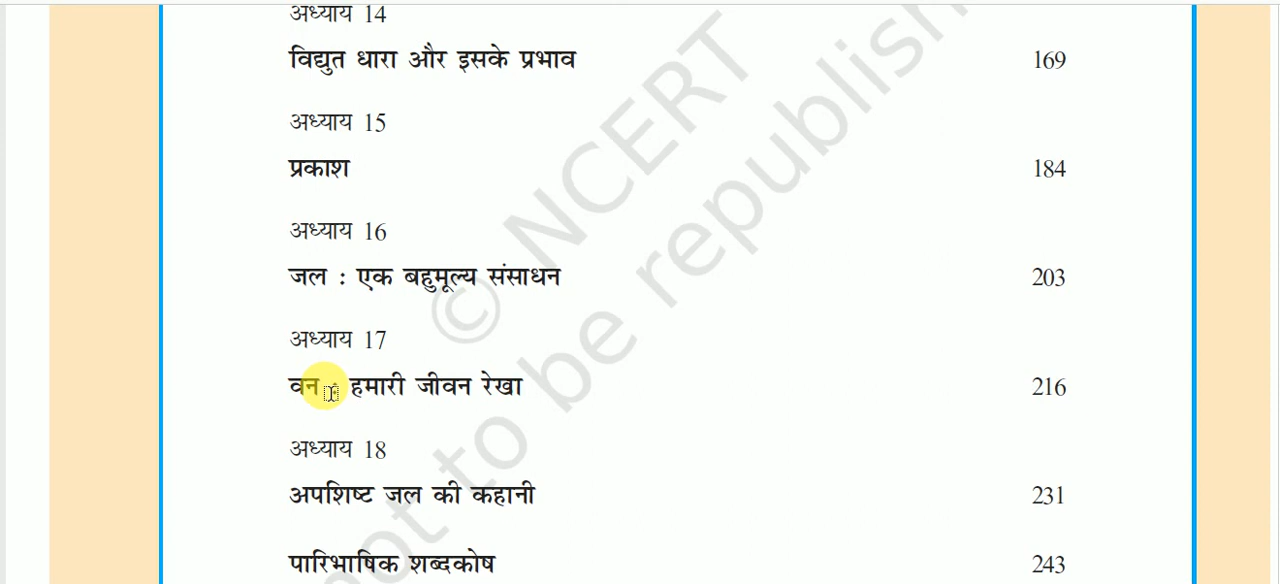 अध्याय 14
विद्युत धारा और इसके प्रभाव 169
अध्याय 15
प्रकाश 184
अध्याय 16
जल : एक बहुमूल्य संसाधन 203
अध्याय 17
वन : हमारी जीवन रेखा 216
अध्याय 18
अपशिष्ट जल की कहानी 231
पारिभाषिक शब्दकोष 243
© NCERT
not to be republish